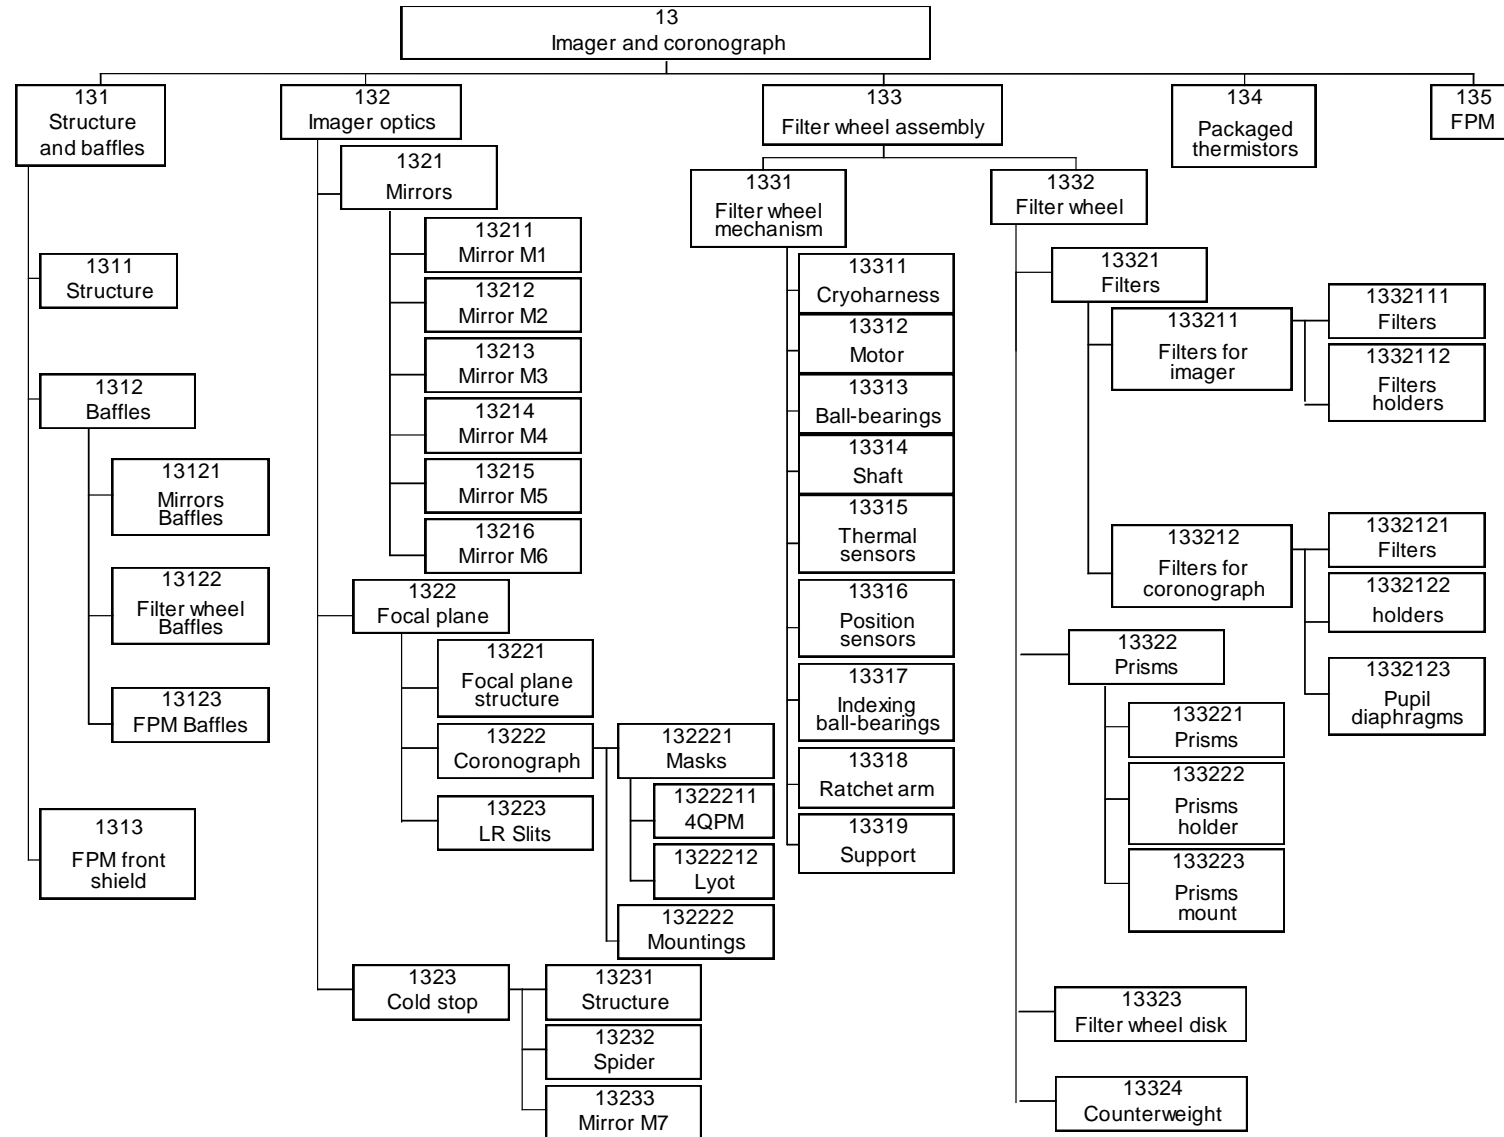 13
Imager and coronograph
131
Structure
and baffles
132
Imager optics
133
Filter wheel assembly
134
Packaged
thermistors
135
FPM
1311
Structure
1312
Baffles
13121
Mirrors
Baffles
13122
Filter wheel
Baffles
13123
FPM Baffles
1313
FPM front
shield
1321
Mirrors
13211
Mirror M1
13212
Mirror M2
13213
Mirror M3
13214
Mirror M4
13215
Mirror M5
13216
Mirror M6
1322
Focal plane
13221
Focal plane
structure
13222
Coronograph
132221
Masks
1322211
4QPM
1322212
Lyot
132222
Mountings
13223
LR Slits
1323
Cold stop
13231
Structure
13232
Spider
13233
Mirror M7
1331
Filter wheel
mechanism
13311
Cryoharness
13312
Motor
13313
Ball-bearings
13314
Shaft
13315
Thermal
sensors
13316
Position
sensors
13317
Indexing
ball-bearings
13318
Ratchet arm
13319
Support
1332
Filter wheel
13321
Filters
133211
Filters for
imager
1332111
Filters
1332112
Filters
holders
133212
Filters for
coronograph
1332121
Filters
1332122
holders
1332123
Pupil
diaphragms
13322
Prisms
133221
Prisms
133222
Prisms
holder
133223
Prisms
mount
13323
Filter wheel disk
13324
Counterweight